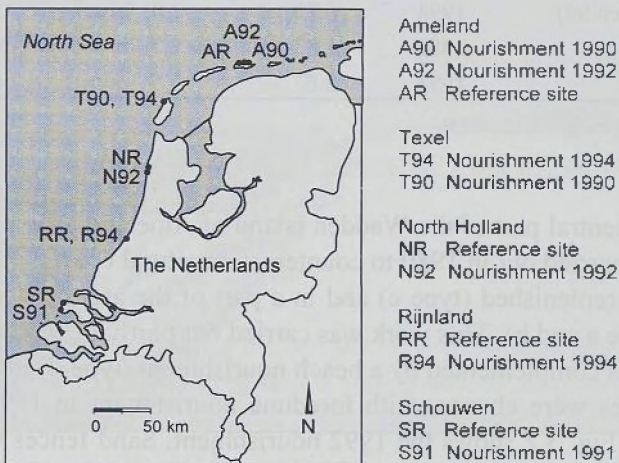 North Sea
A92
AR A90
T90, T94
NR
N92
RR, R94
The Netherlands
SR
S91
0 50 km
N
Ameland
A90 Nourishment 1990
A92 Nourishment 1992
AR Reference site
Texel
T94 Nourishment 1994
T90 Nourishment 1990
North Holland
NR Reference site
N92 Nourishment 1992
Rijnland
RR Reference site
R94 Nourishment 1994
Schouwen
SR Reference site
S91 Nourishment 1991